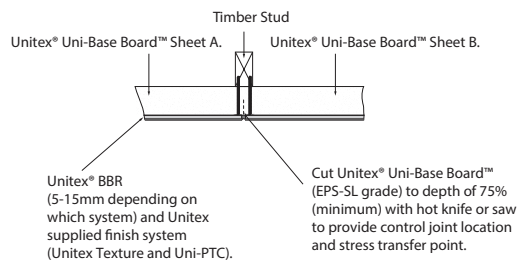 Timber Stud
Unitex® Uni-Base Board™ Sheet A.
Unitex® Uni-Base Board™ Sheet B.
Unitex® BBR
(5-15mm depending on
which system) and Unitex
supplied finish system
(Unitex Texture and Uni-PTC).
Cut Unitex® Uni-Base Board™
(EPS-SL grade) to depth of 75%
(minimum) with hot knife or saw
to provide control joint location
and stress transfer point.